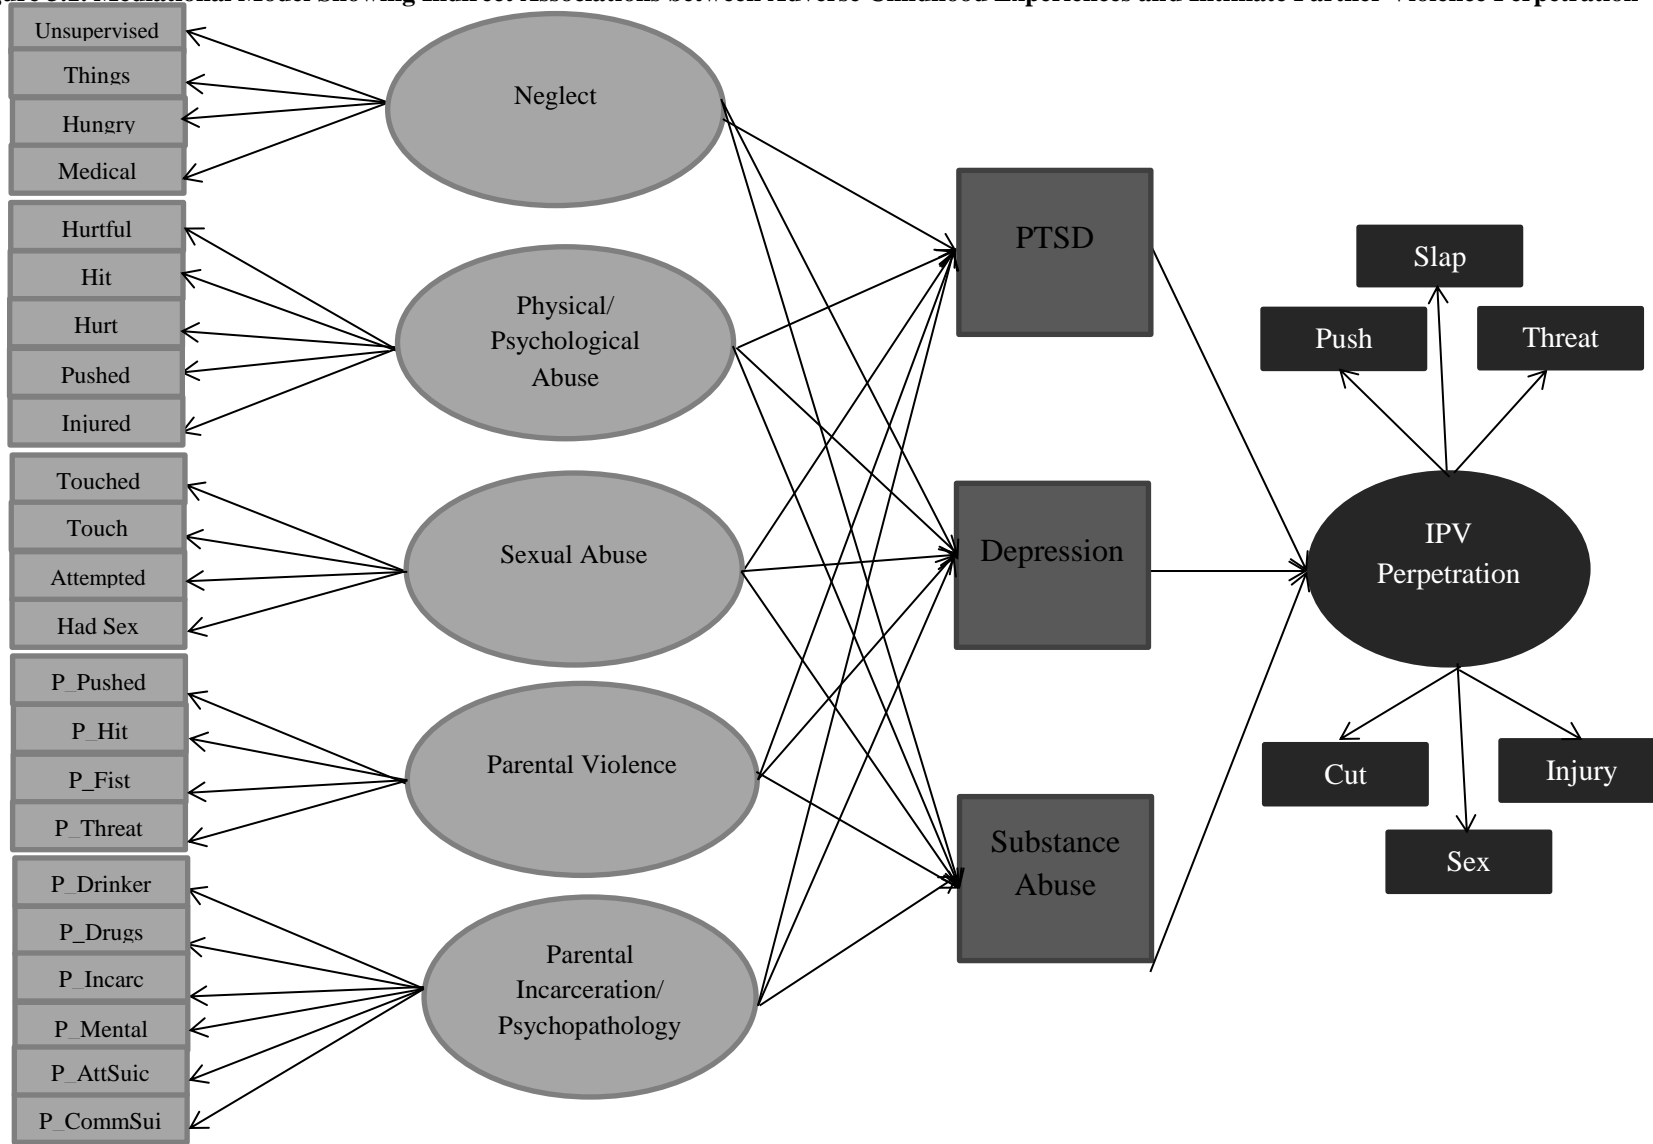 Unsupervised
Things
Hungry
Medical
Hurtful
Hit
Hurt
Pushed
Injured
Touched
Touch
Attempted
Had Sex
P_Pushed
P_Hit
P_Fist
P_Threat
P_Drinker
P_Drugs
P_Incarc
P_Mental
P_AttSuic
P_CommSui
Neglect
Physical/
Psychological
Abuse
Sexual Abuse
Parental Violence
Parental
Incarceration/
Psychopathology
PTSD
Depression
Substance
Abuse
Slap
Push
Threat
IPV
Perpetration
Cut
Injury
Sex